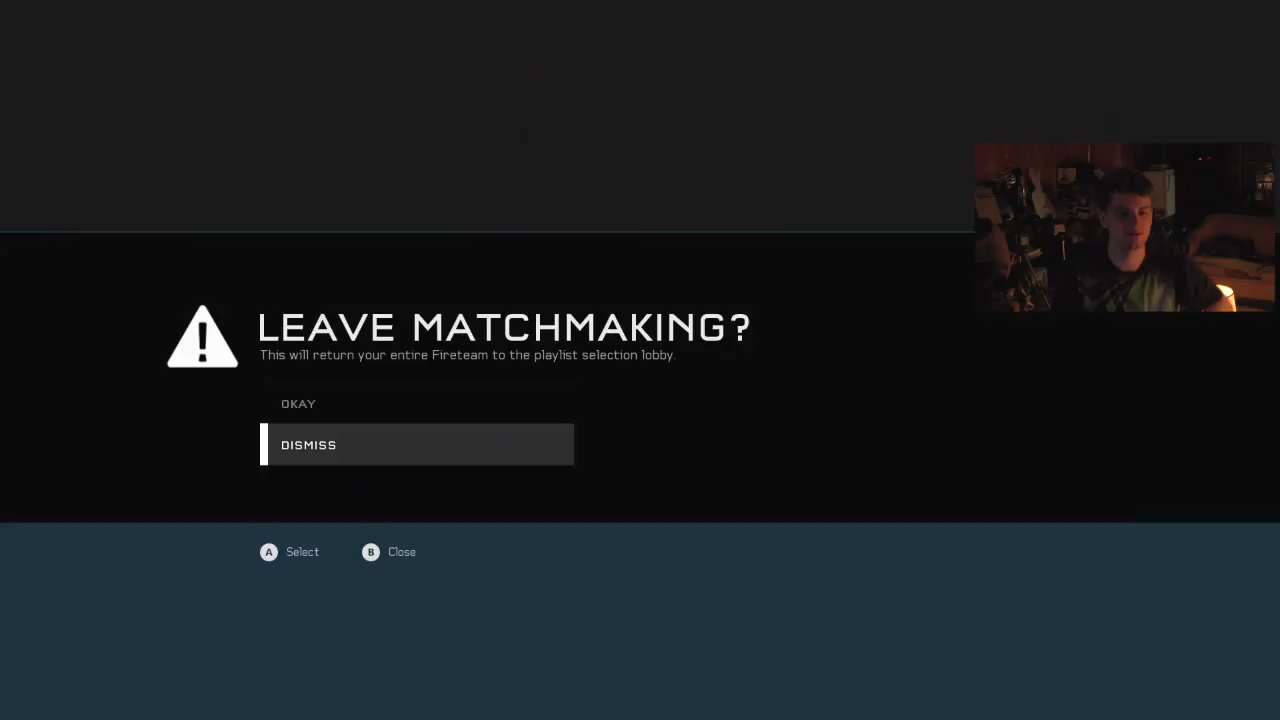 LEAVE MATCHMAKING?
This will return your entire Fireteam to the playlist selection lobby.
OKAY
DISMISS
A Select B Close